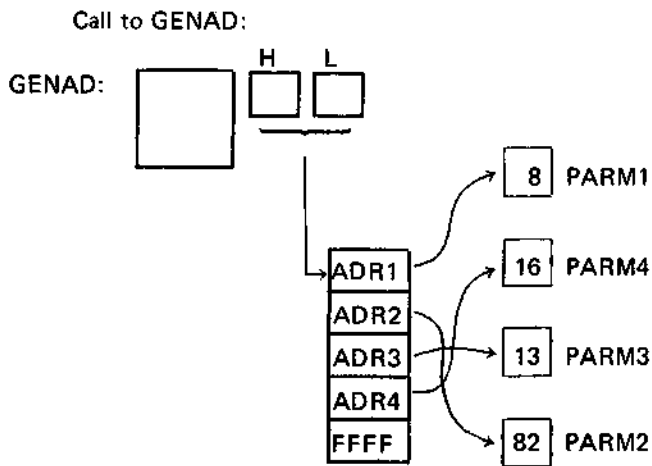 Call to GENAD:
H L
GENAD:
8 PARM1
ADR1
16 PARM4
ADR2
ADR3
13 PARM3
ADR4
FFFF
82 PARM2